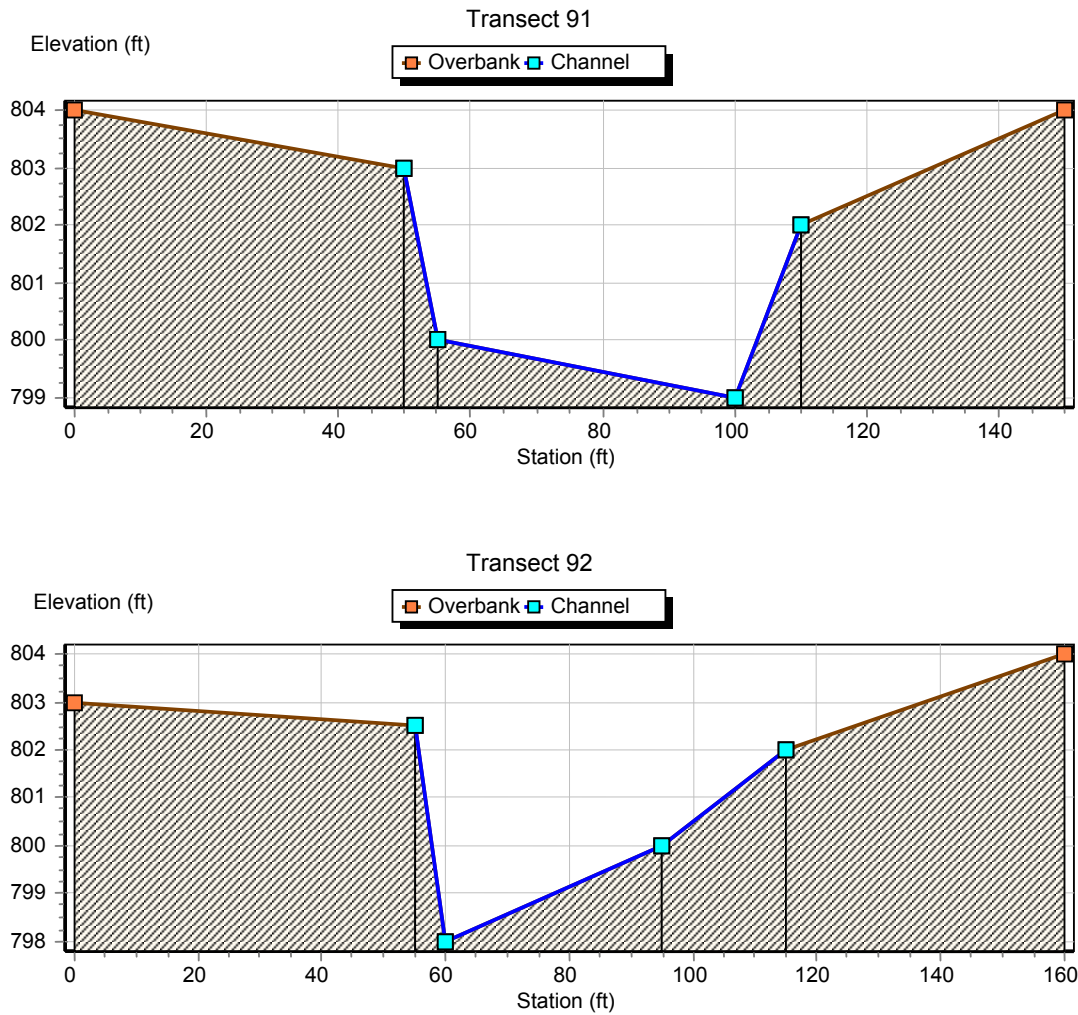 Transect 91
Elevation (ft)
Overbank Channel
804
803
802
801
800
799
0 20 40 60 80 100 120 140
Station (ft)
Transect 92
Elevation (ft)
Overbank Channel
804
803
802
801
800
799
798
0 20 40 60 80 100 120 140 160
Station (ft)